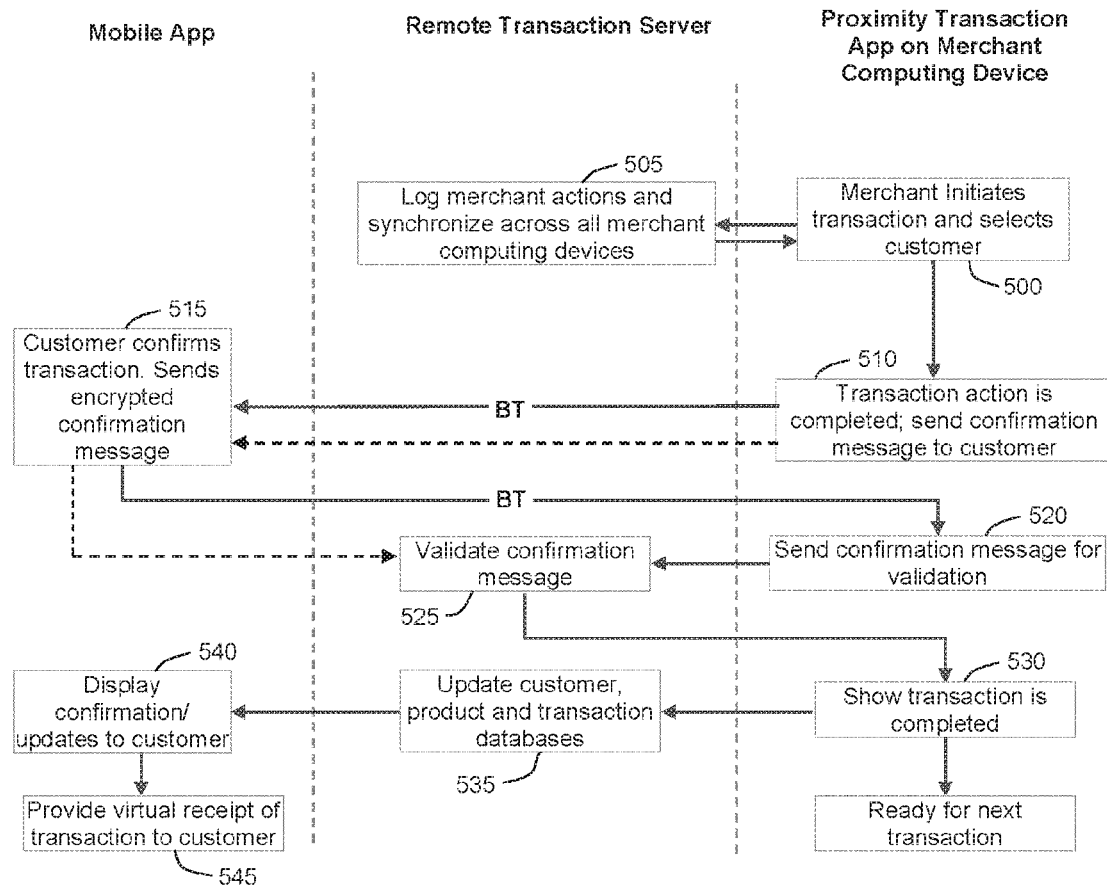 Mobile App
Remote Transaction Server
Proximity Transaction
App on Merchant
Computing Device
505
Log merchant actions and
synchronize across all merchant
computing devices
Merchant Initiates
transaction and selects
customer
500
515
Customer confirms
transaction. Sends
encrypted
confirmation
message
510
Transaction action is
completed; send confirmation
message to customer
BT
BT
520
Validate confirmation
message
525
Send confirmation message for
validation
540
Display
confirmation/
updates to customer
Update customer,
product and transaction
databases
535
530
Show transaction is
completed
Provide virtual receipt of
transaction to customer
545
Ready for next
transaction